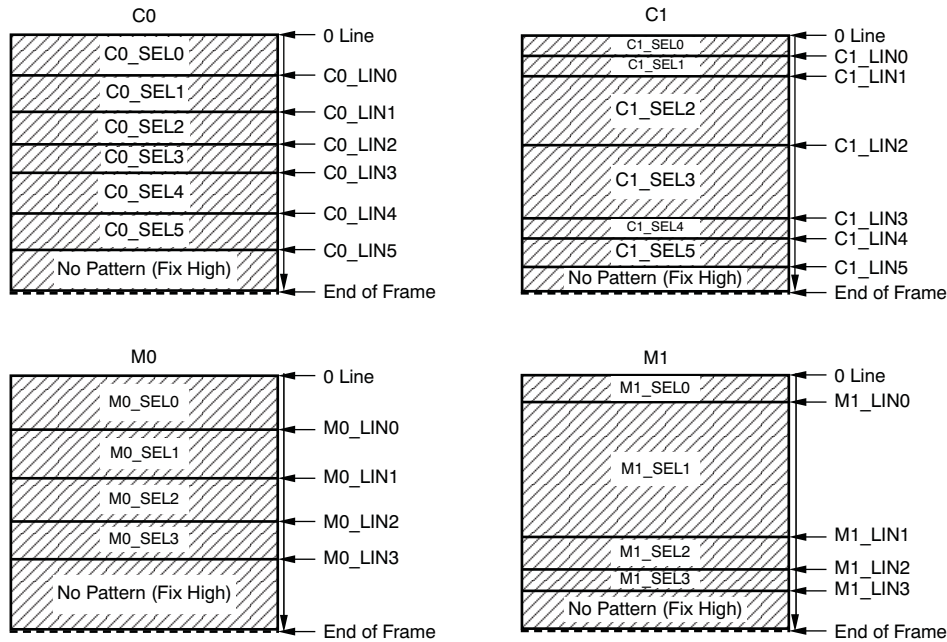 C0
C0_SEL0
C0_SEL1
C0_SEL2
C0_SEL3
C0_SEL4
C0_SEL5
No Pattern (Fix High)
0 Line
C0_LIN0
C0_LIN1
C0_LIN2
C0_LIN3
C0_LIN4
C0_LIN5
End of Frame
C1
C1_SEL0
C1_SEL1
C1_SEL2
C1_SEL3
C1_SEL4
C1_SEL5
No Pattern (Fix High)
0 Line
C1_LIN0
C1_LIN1
C1_LIN2
C1_LIN3
C1_LIN4
C1_LIN5
End of Frame
M0
M0_SEL0
M0_SEL1
M0_SEL2
M0_SEL3
No Pattern (Fix High)
0 Line
M0_LIN0
M0_LIN1
M0_LIN2
M0_LIN3
End of Frame
M1
M1_SEL0
M1_SEL1
M1_SEL2
M1_SEL3
No Pattern (Fix High)
0 Line
M1_LIN0
M1_LIN1
M1_LIN2
M1_LIN3
End of Frame